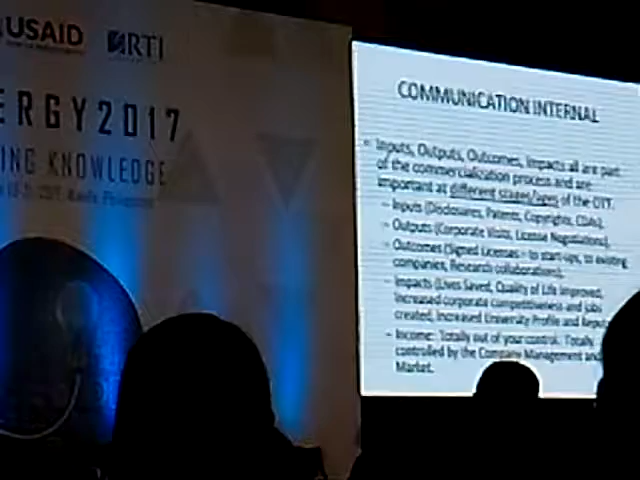 USAID
RTI
ERGY2017
ING KNOWLEDGE
COMMUNICATION INTERNAL
Inputs, Outputs, Outcomes, Impacts all are part
of the commercialization process and are
important at different stages/ages of the OTT.
– Inputs (Disclosures, Patents, Copyrights, CDAs),
– Outputs (Corporate Visits, License Negotiations),
– Outcomes (Signed Licenses – to start-ups, to existing
companies, Research collaborations),
– Impacts (Lives Saved, Quality of Life Improved,
Increased corporate competitiveness and jobs
created, Increased University Profile and
– Income: Totally out of your control. Totally
controlled by the Company Management and
Market.